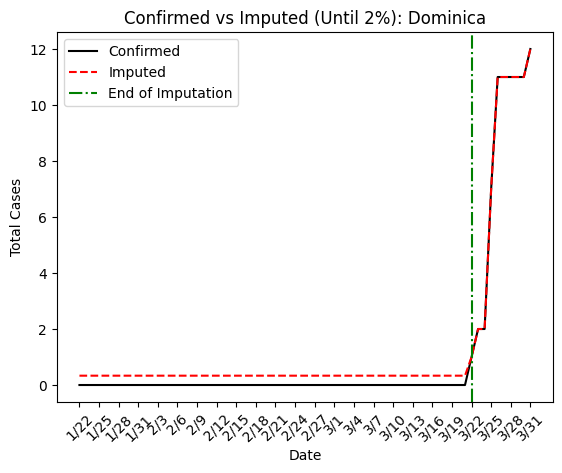 Confirmed vs Imputed (Until 2%): Dominica
Confirmed
Imputed
End of Imputation
Total Cases
12
10
8
6
4
2
0
1/22 1/25 1/28 1/31 2/3 2/6 2/9 2/12 2/15 2/18 2/21 2/24 2/27 3/1 3/4 3/7 3/10 3/13 3/16 3/19 3/22 3/25 3/28 3/31
Date